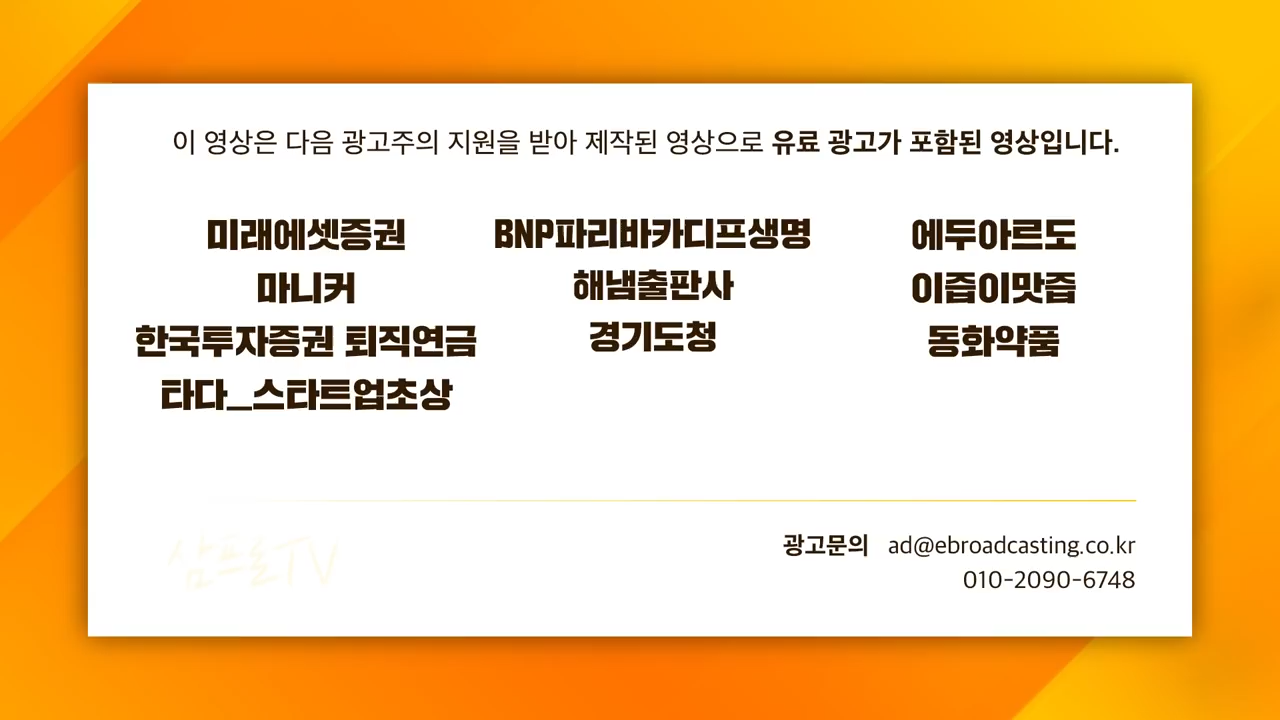 이 영상은 다음 광고주의 지원을 받아 제작된 영상으로 유료 광고가 포함된 영상입니다.
미래에셋증권
마니커
한국투자증권 퇴직연금
타다_스타트업초상
BNP파리바카디프생명
해냄출판사
경기도청
에두아르도
이즙이맛즙
동화약품
삼프로TV
광고문의 ad@ebroadcasting.co.kr
010-2090-6748